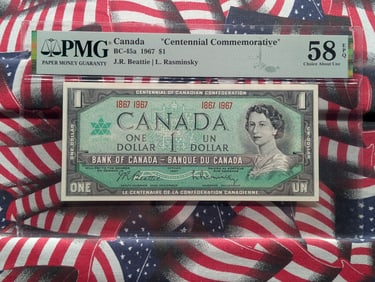 PMG
PAPER MONEY GUARANTY
Canada "Centennial Commemorative"
BC-45a 1967 $1
J.R. Beattie | L. Rasminsky
58 EPQ
Choice About Unc
CENTENNIAL OF CANADIAN CONFEDERATION
1 1867 1967 1867 1967 1
CANADA
ONE UN
DOLLAR 1 DOLLAR
BANK OF CANADA - BANQUE DU CANADA
ONE UN
LE CENTENAIRE DE LA CONFÉDÉRATION CANADIENNE